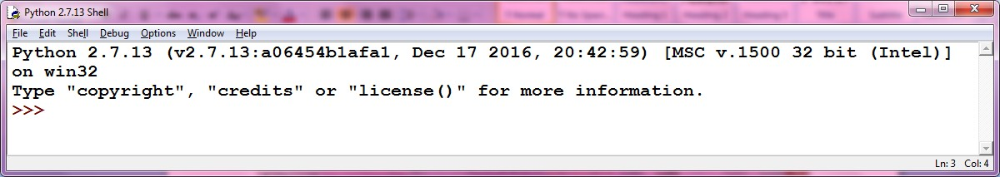 Python 2.7.13 Shell
File Edit Shell Debug Options Window Help
Python 2.7.13 (v2.7.13:a06454b1afa1, Dec 17 2016, 20:42:59) [MSC v.1500 32 bit (Intel)]
on win32
Type "copyright", "credits" or "license()" for more information.
>>>
Ln: 3 Col: 4